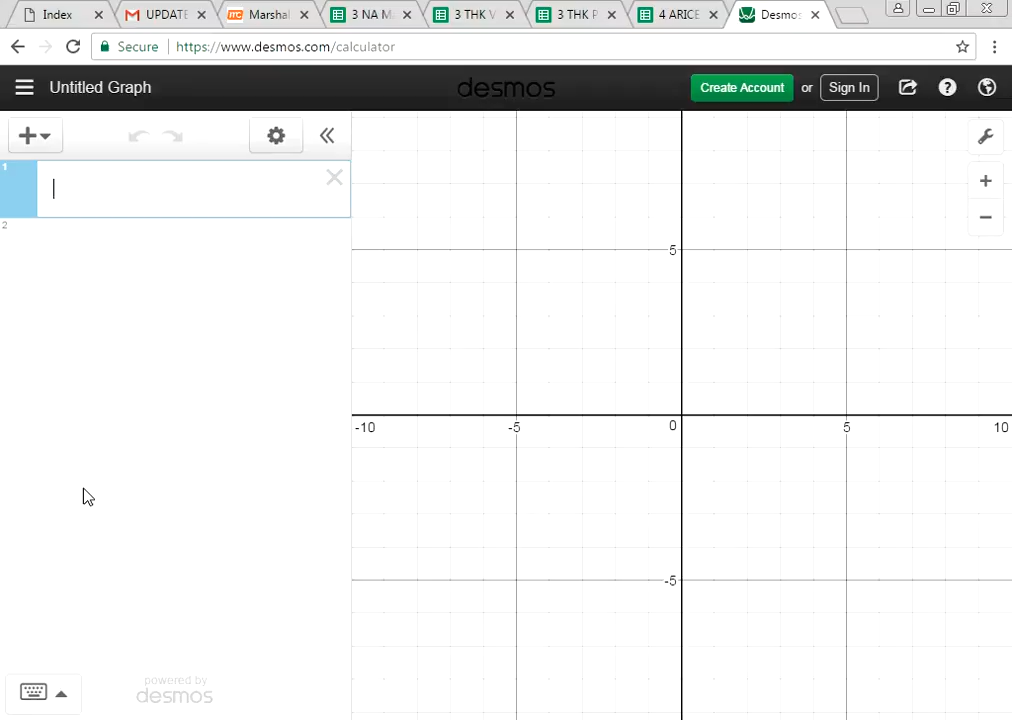 Index
UPDATE
Marshal
3 NA M
3 THK V
3 THK P
4 ARICE
Desmos
Secure
https://www.desmos.com/calculator
Untitled Graph
desmos
Create Account
or
Sign In
1
2
5
-10
-5
0
5
10
-5
powered by
desmos